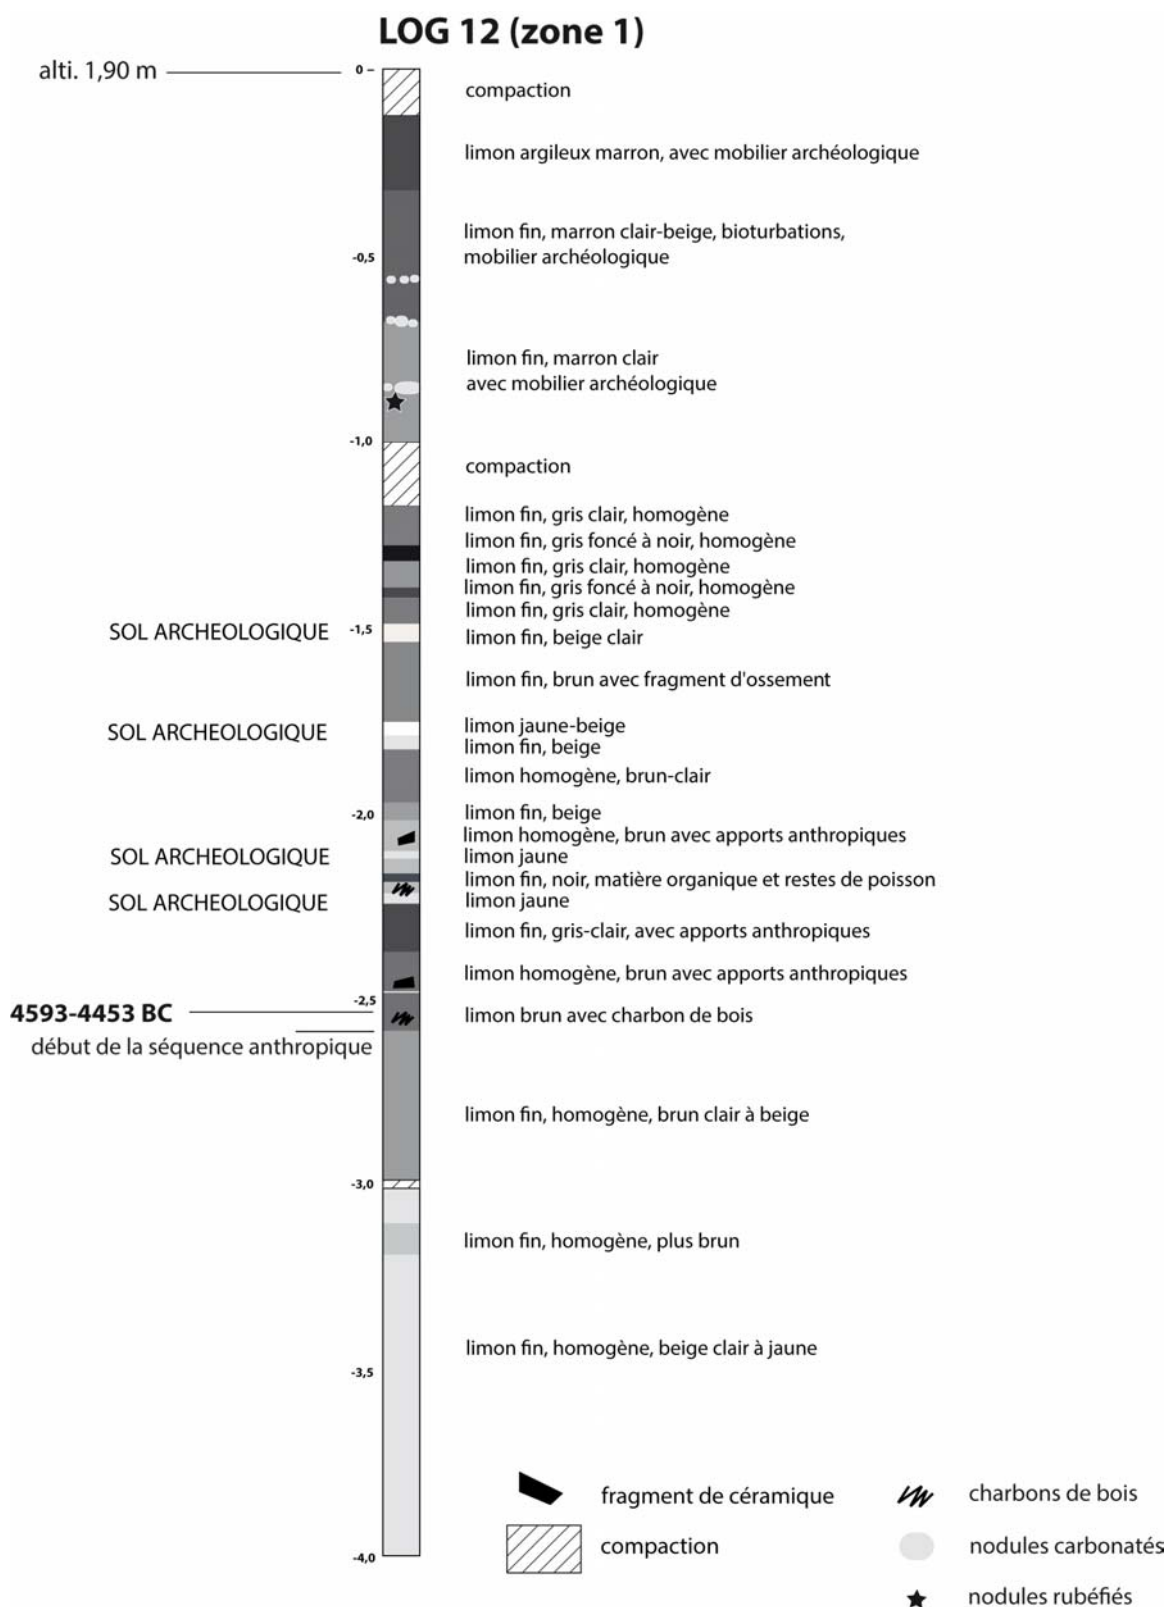 LOG 12 (zone 1)
alti. 1,90 m
0
compaction
limon argileux marron, avec mobilier archéologique
limon fin, marron clair-beige, bioturbations,
mobilier archéologique
-0,5
limon fin, marron clair
avec mobilier archéologique
-1,0
compaction
limon fin, gris clair, homogène
limon fin, gris foncé à noir, homogène
limon fin, gris clair, homogène
limon fin, gris foncé à noir, homogène
limon fin, gris clair, homogène
SOL ARCHEOLOGIQUE
-1,5
limon fin, beige clair
limon fin, brun avec fragment d'ossement
SOL ARCHEOLOGIQUE
limon jaune-beige
limon fin, beige
limon homogène, brun-clair
-2,0
limon fin, beige
limon homogène, brun avec apports anthropiques
SOL ARCHEOLOGIQUE
limon jaune
limon fin, noir, matière organique et restes de poisson
SOL ARCHEOLOGIQUE
limon jaune
limon fin, gris-clair, avec apports anthropiques
limon homogène, brun avec apports anthropiques
-2,5
4593-4453 BC
limon brun avec charbon de bois
début de la séquence anthropique
limon fin, homogène, brun clair à beige
-3,0
limon fin, homogène, plus brun
limon fin, homogène, beige clair à jaune
-3,5
-4,0
fragment de céramique
charbons de bois
compaction
nodules carbonatés
nodules rubéfiés